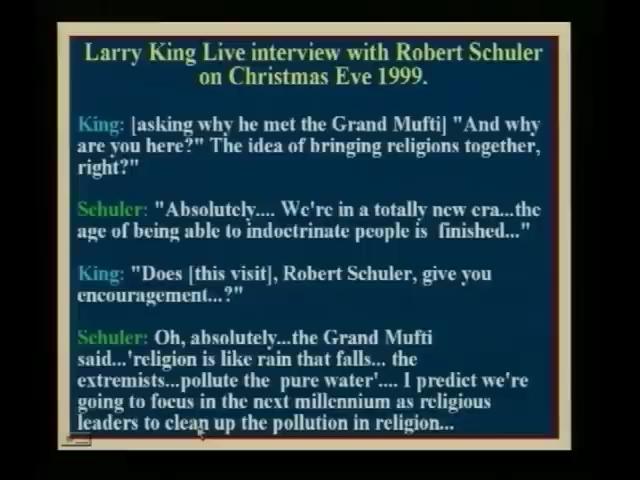 Larry King Live interview with Robert Schuler
on Christmas Eve 1999.
King: [asking why he met the Grand Mufti] "And why
are you here?" The idea of bringing religions together,
right?"
Schuler: "Absolutely.... We're in a totally new era...the
age of being able to indoctrinate people is finished..."
King: "Does [this visit], Robert Schuler, give you
encouragement...?"
Schuler: Oh, absolutely...the Grand Mufti
said...'religion is like rain that falls... the
extremists...pollute the pure water'.... I predict we're
going to focus in the next millennium as religious
leaders to clean up the pollution in religion...